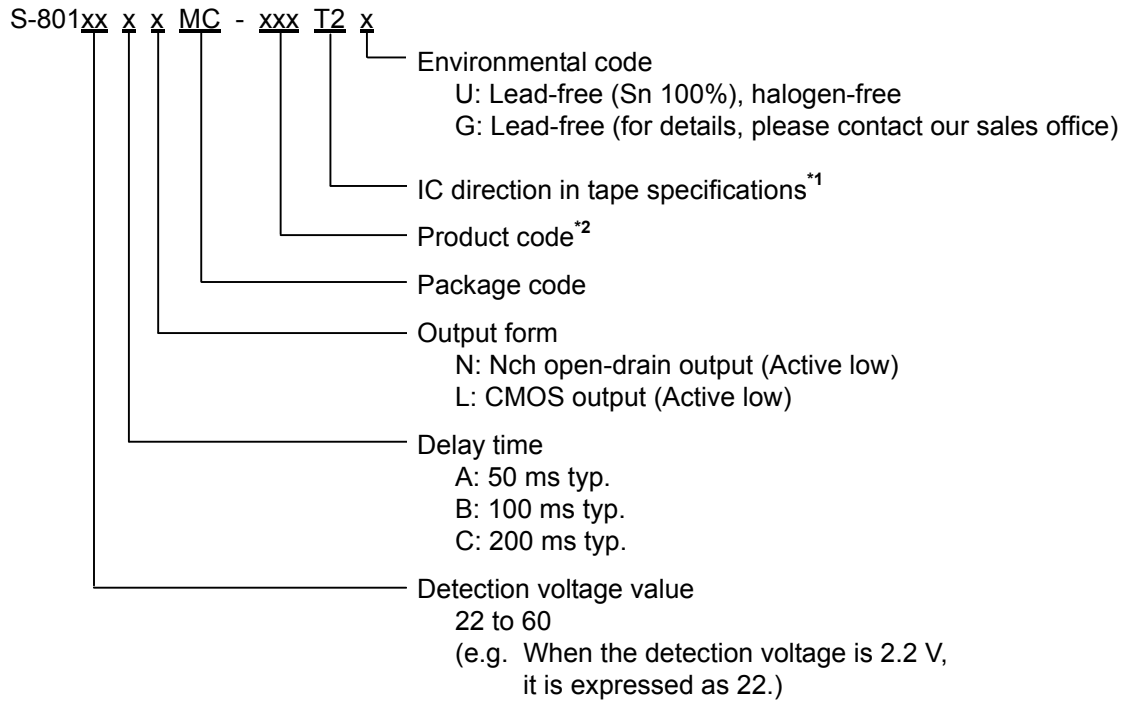 S-801xx x x MC - xxx T2 x
Environmental code
U: Lead-free (Sn 100%), halogen-free
G: Lead-free (for details, please contact our sales office)
IC direction in tape specifications*1
Product code*2
Package code
Output form
N: Nch open-drain output (Active low)
L: CMOS output (Active low)
Delay time
A: 50 ms typ.
B: 100 ms typ.
C: 200 ms typ.
Detection voltage value
22 to 60
(e.g. When the detection voltage is 2.2 V,
it is expressed as 22.)